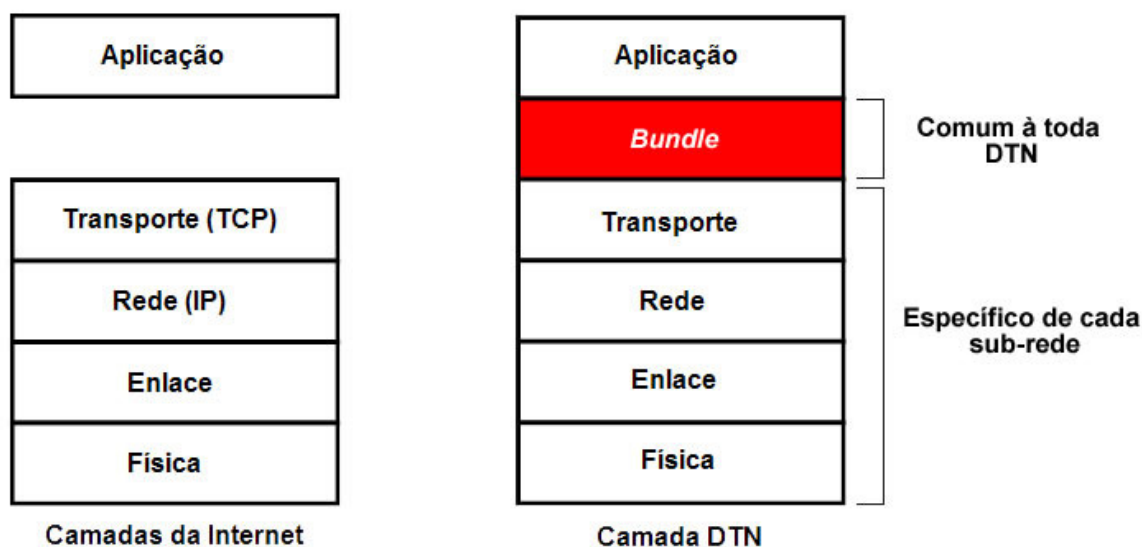 Aplicação
Transporte (TCP)
Rede (IP)
Enlace
Física
Camadas da Internet
Aplicação
Bundle
Transporte
Rede
Enlace
Física
Camada DTN
Comum à toda
DTN
Específico de cada
sub-rede